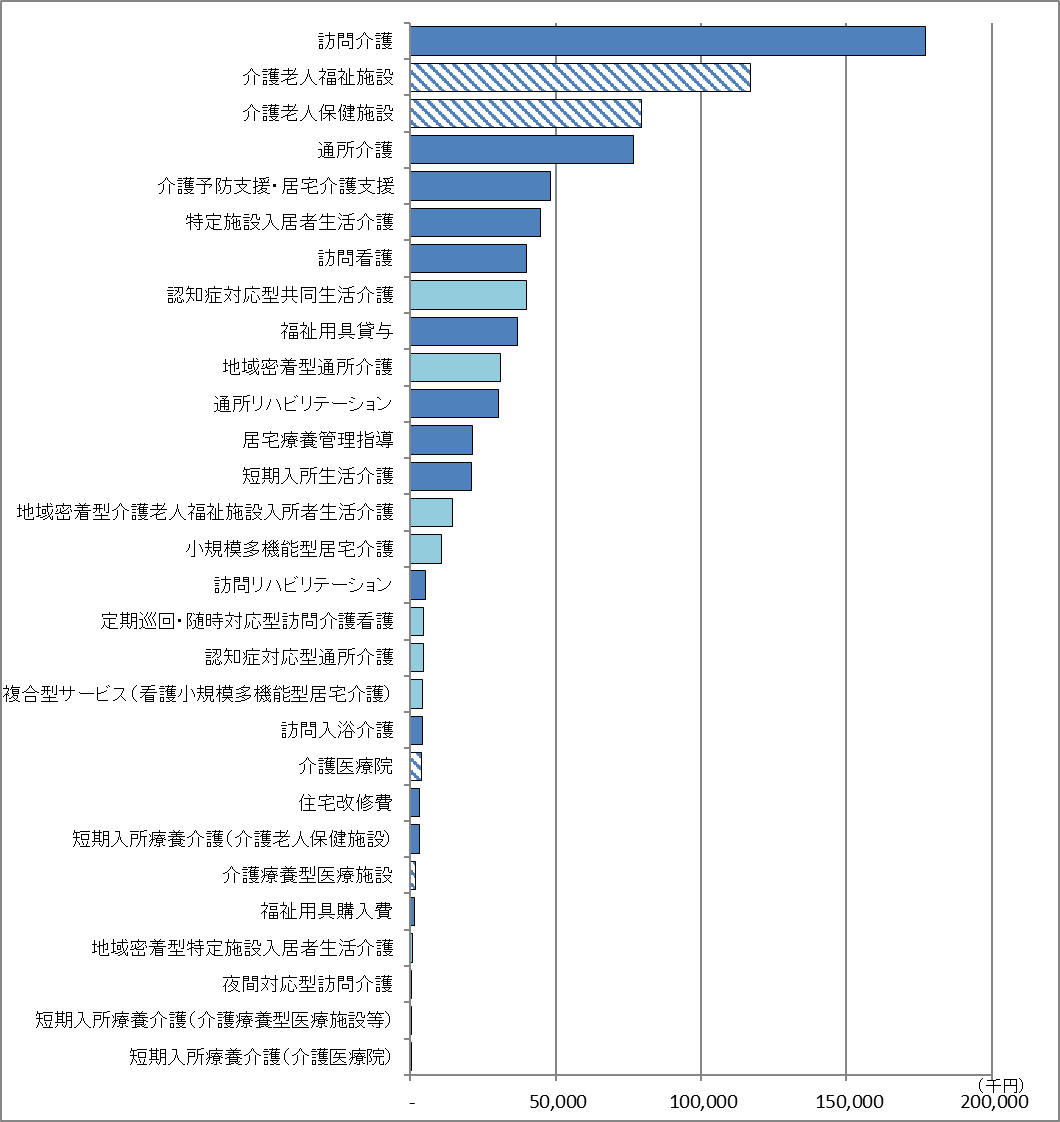 訪問介護
介護老人福祉施設
介護老人保健施設
通所介護
介護予防支援・居宅介護支援
特定施設入居者生活介護
訪問看護
認知症対応型共同生活介護
福祉用具貸与
地域密着型通所介護
通所リハビリテーション
居宅療養管理指導
短期入所生活介護
地域密着型介護老人福祉施設入所者生活介護
小規模多機能型居宅介護
訪問リハビリテーション
定期巡回・随時対応型訪問介護看護
認知症対応型通所介護
複合型サービス（看護小規模多機能型居宅介護）
訪問入浴介護
介護医療院
住宅改修費
短期入所療養介護（介護老人保健施設）
介護療養型医療施設
福祉用具購入費
地域密着型特定施設入居者生活介護
夜間対応型訪問介護
短期入所療養介護（介護療養型医療施設等）
短期入所療養介護（介護医療院）
（千円）
- 50,000 100,000 150,000 200,000